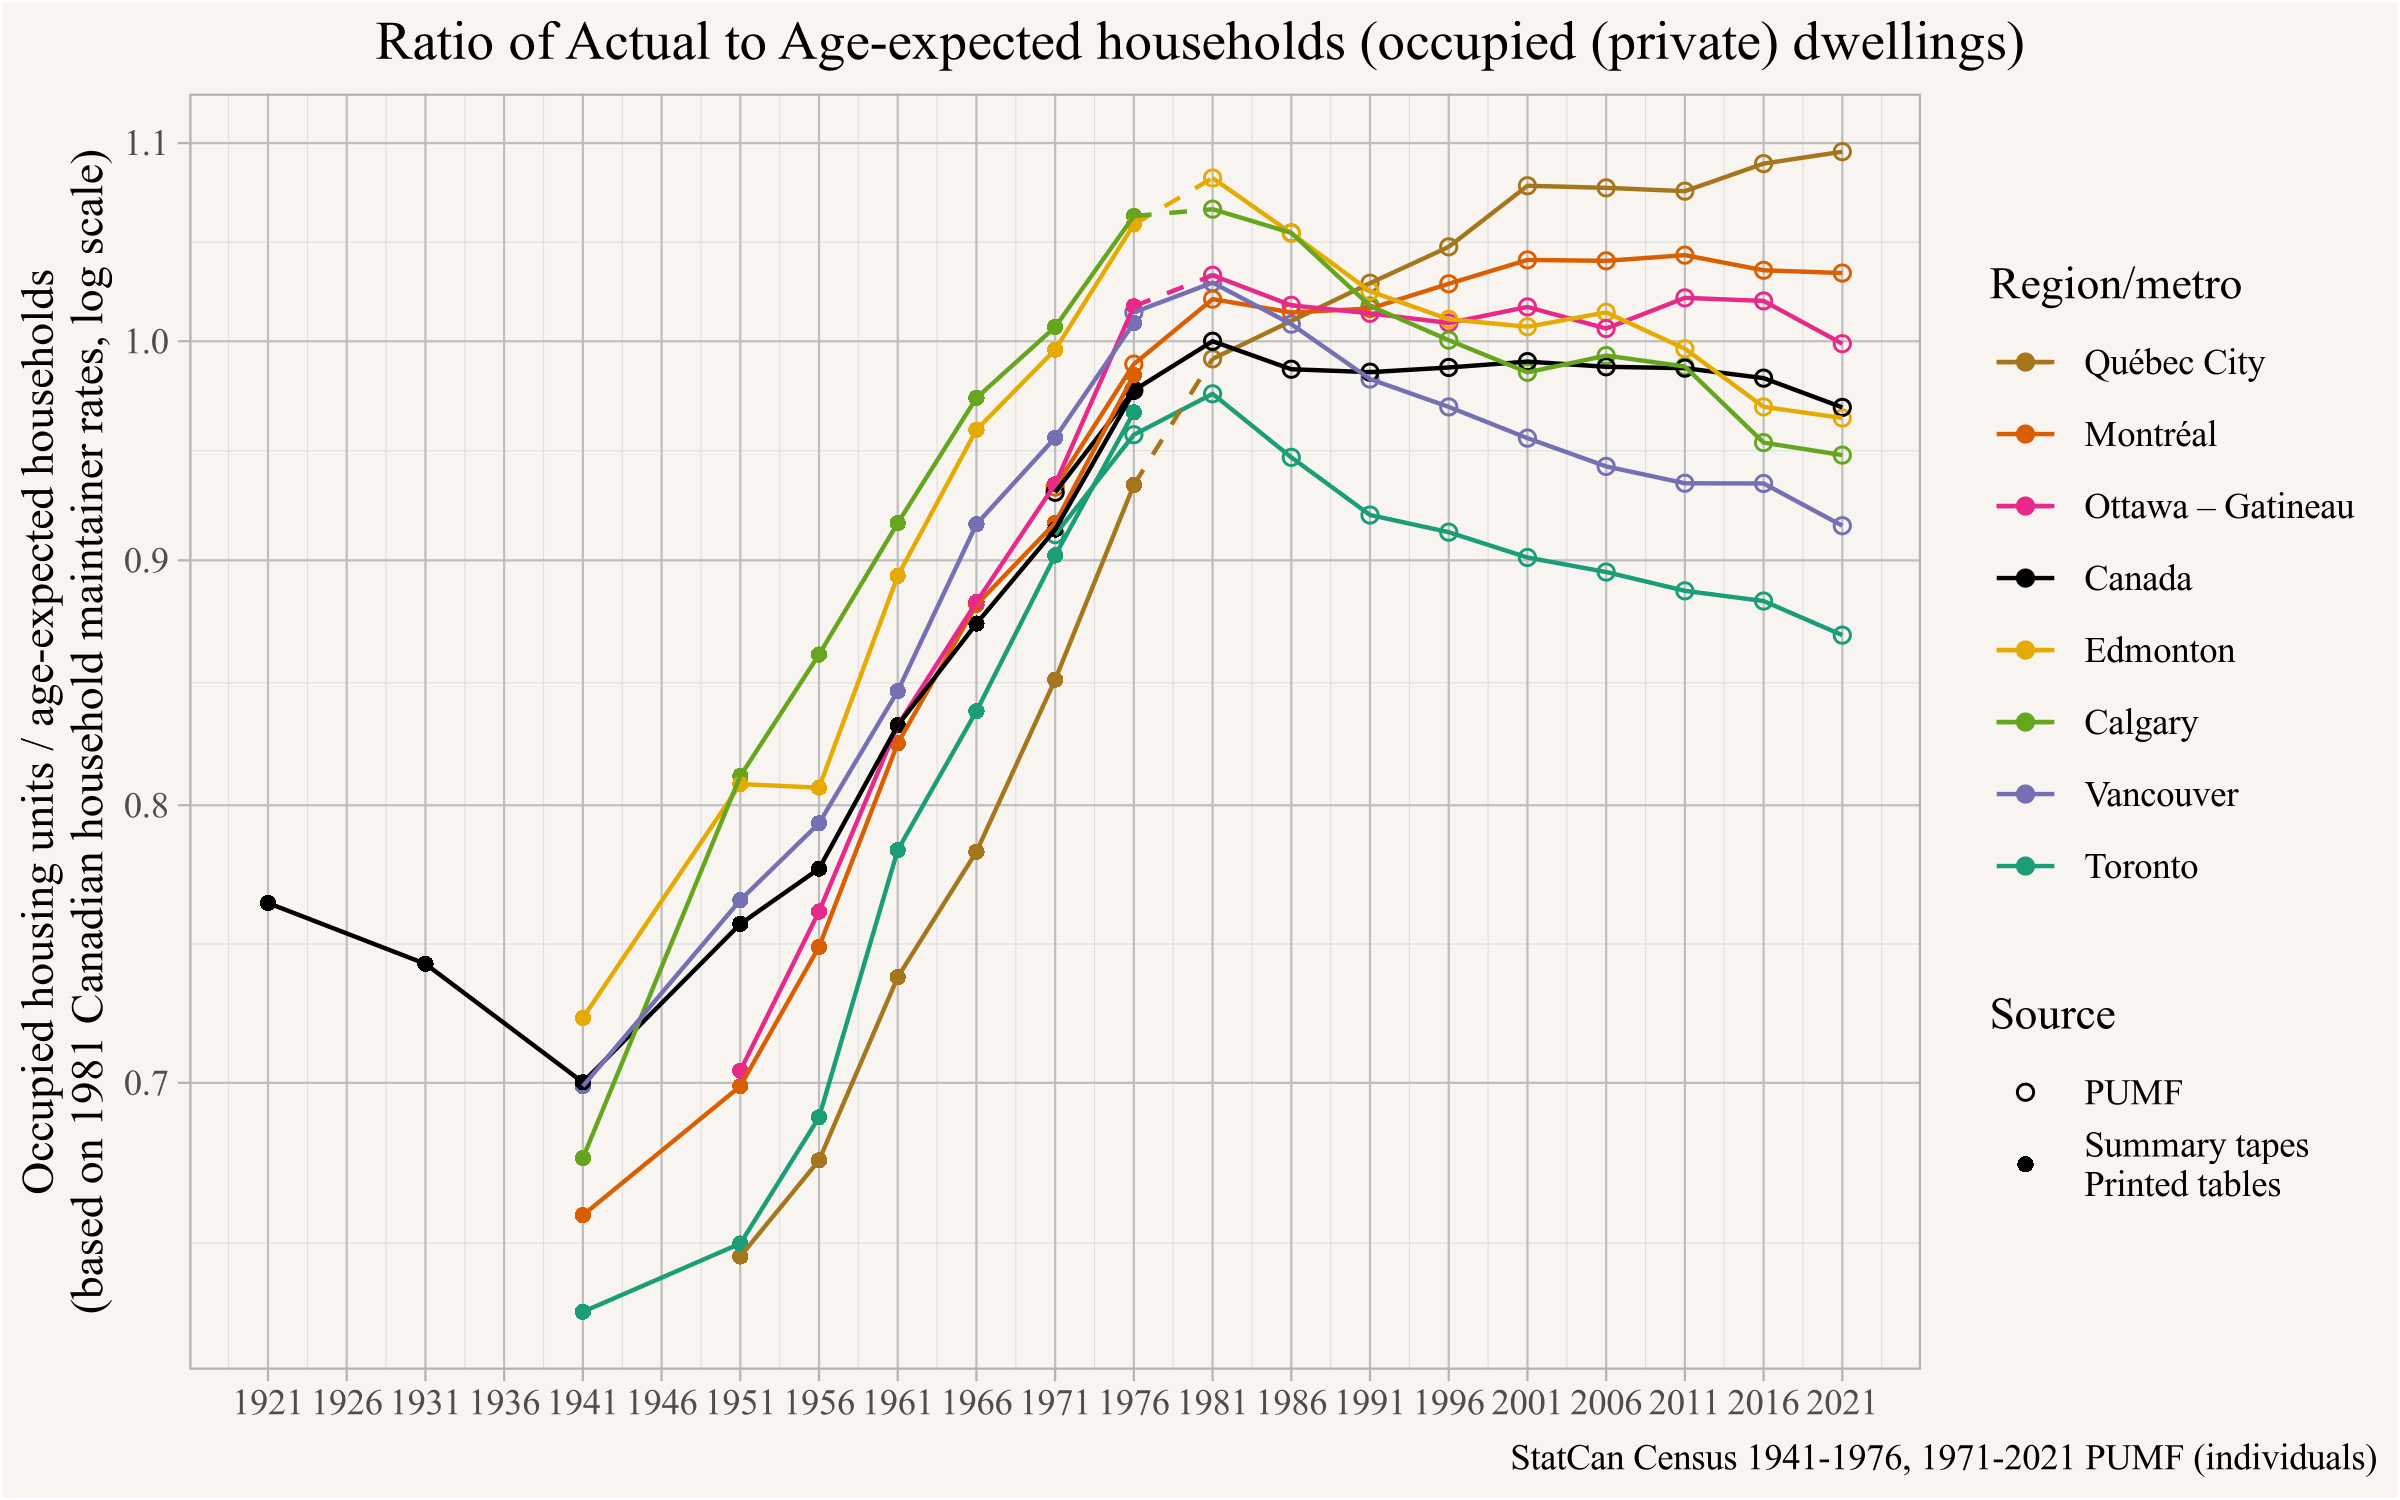 Ratio of Actual to Age-expected households (occupied (private) dwellings)
Occupied housing units / age-expected households
(based on 1981 Canadian household maintainer rates, log scale)
1.1
1.0
0.9
0.8
0.7
1921 1926 1931 1936 1941 1946 1951 1956 1961 1966 1971 1976 1981 1986 1991 1996 2001 2006 2011 2016 2021
Region/metro
Québec City
Montréal
Ottawa – Gatineau
Canada
Edmonton
Calgary
Vancouver
Toronto
Source
PUMF
Summary tapes
Printed tables
StatCan Census 1941-1976, 1971-2021 PUMF (individuals)